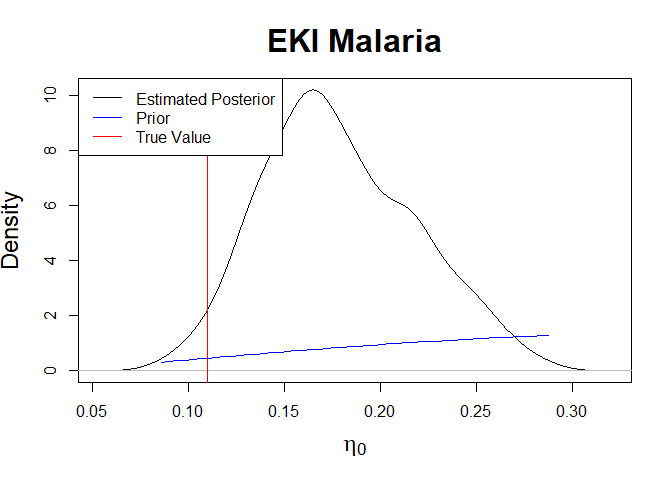 EKI Malaria
Estimated Posterior
Prior
True Value
Density
0
2
4
6
8
10
0.05 0.10 0.15 0.20 0.25 0.30
η0